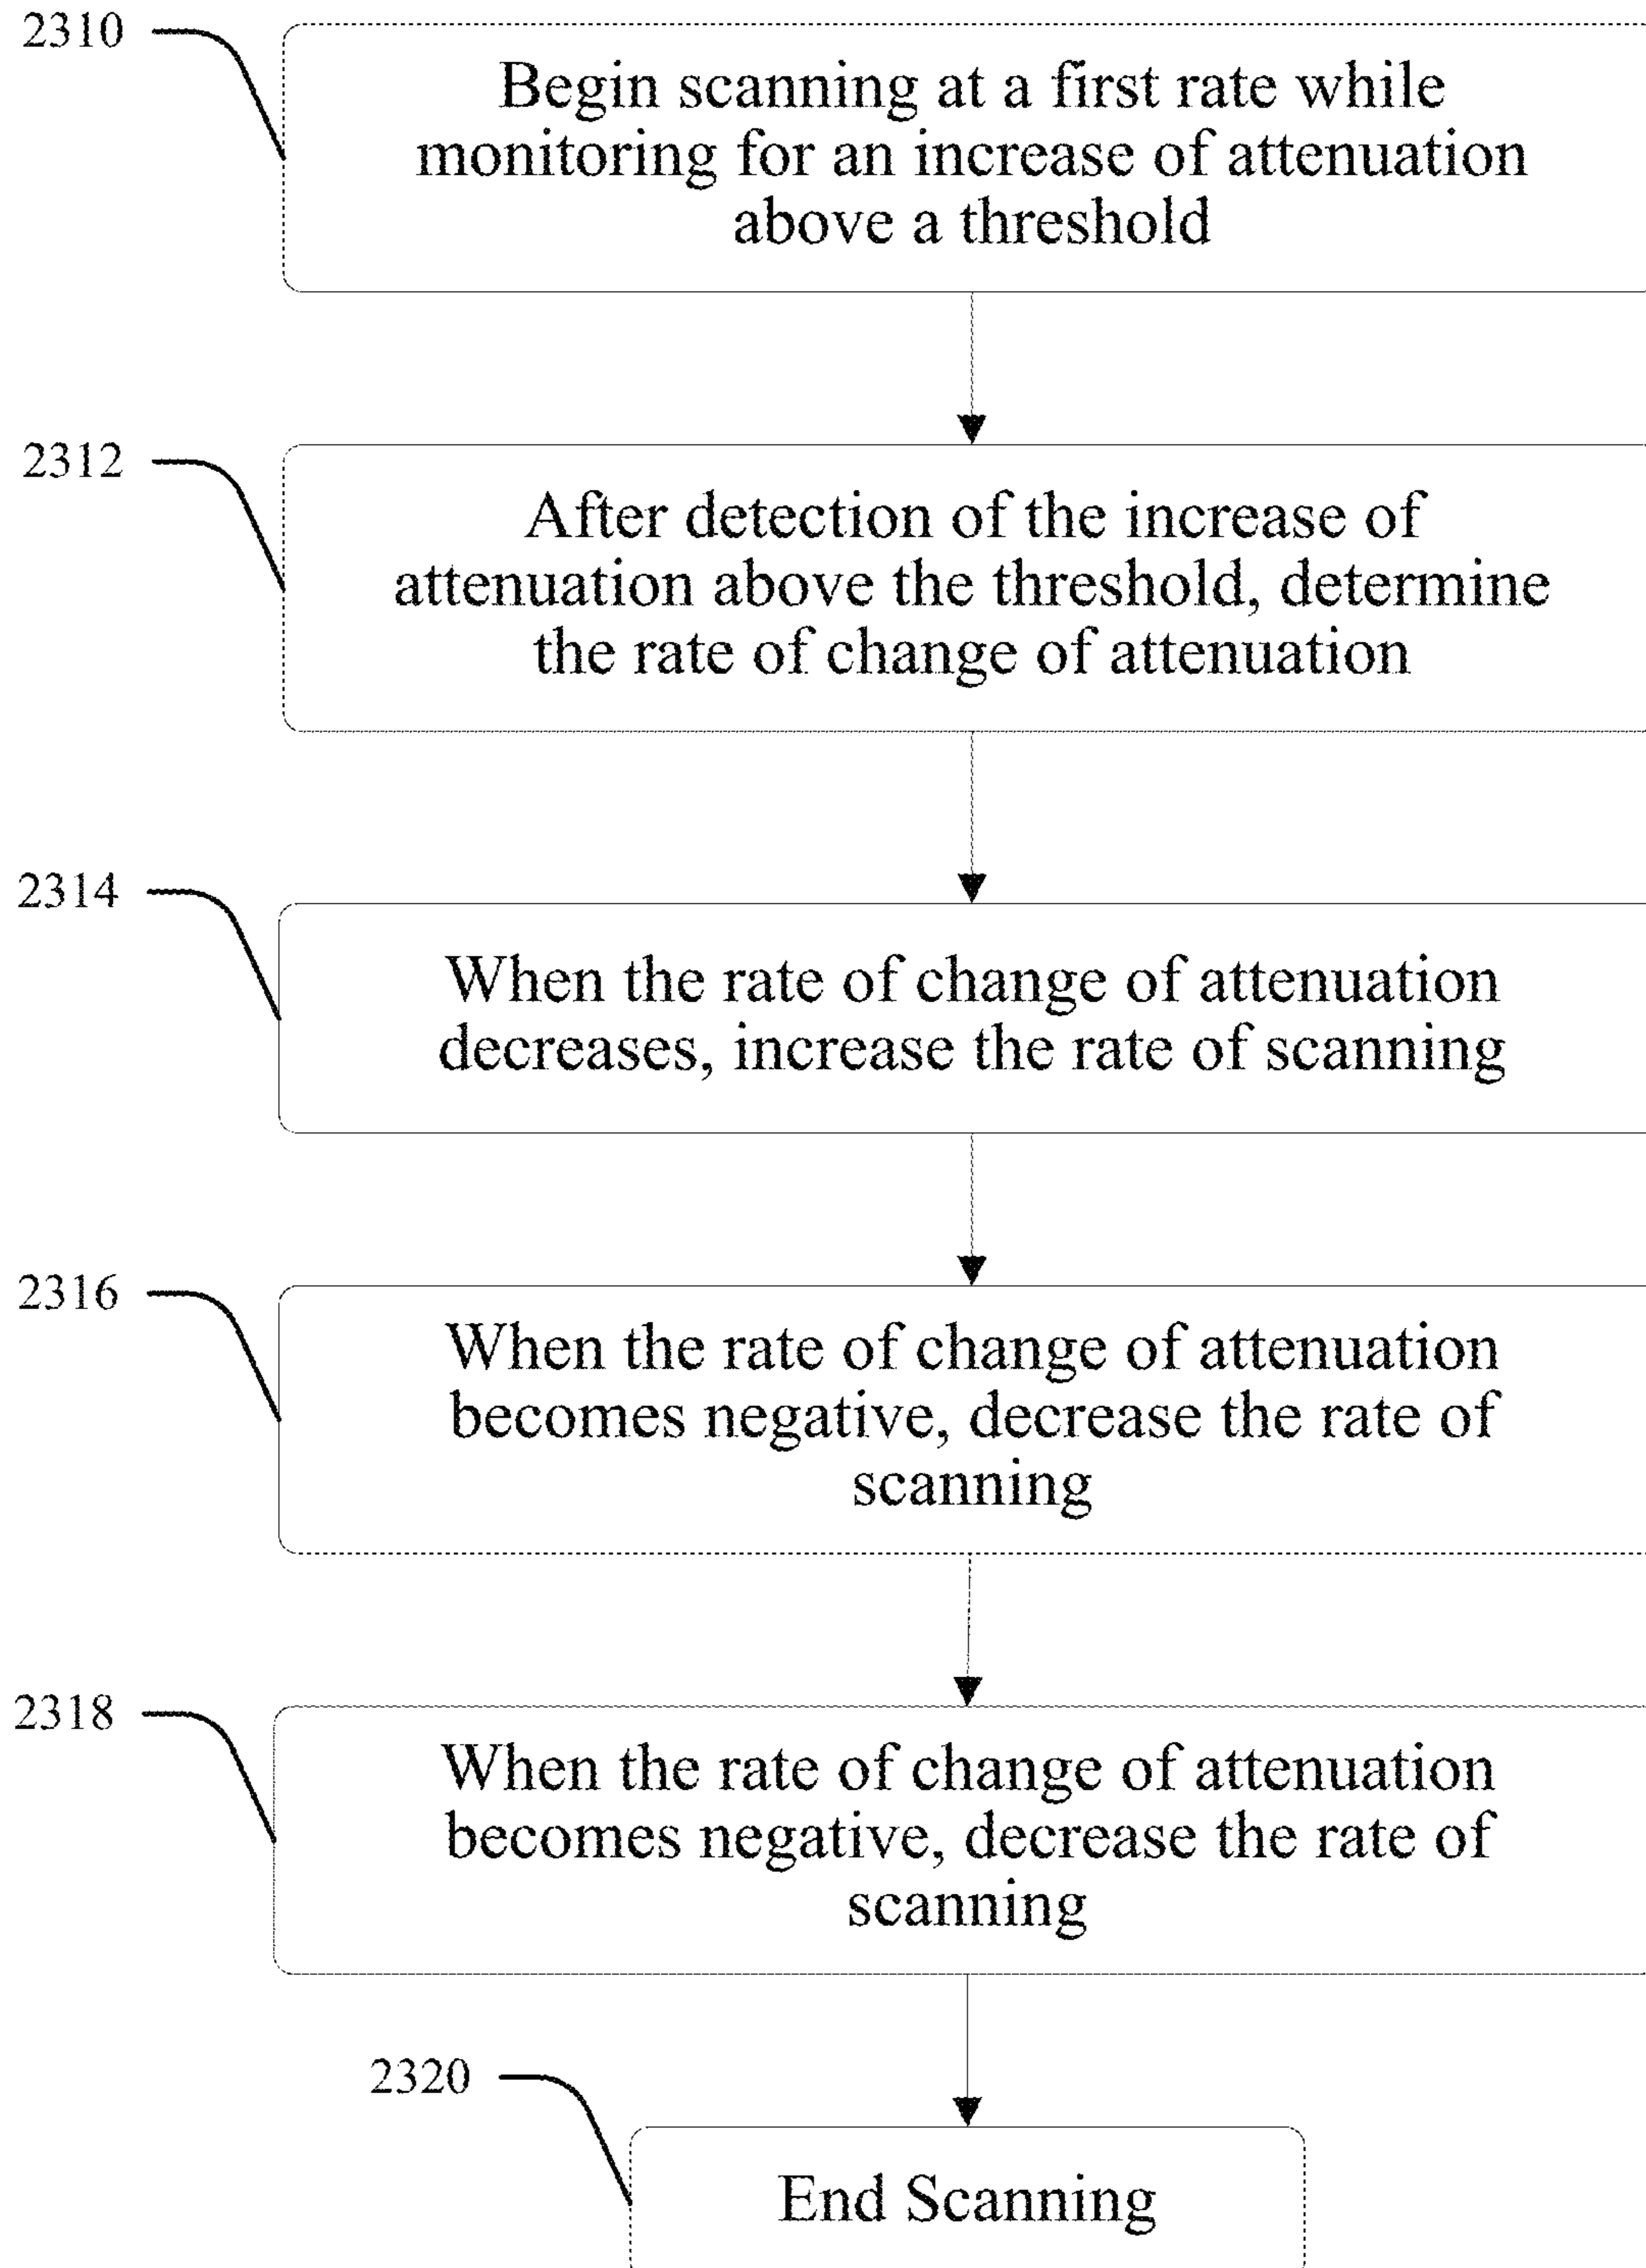 2310
Begin scanning at a first rate while
monitoring for an increase of attenuation
above a threshold
2312
After detection of the increase of
attenuation above the threshold, determine
the rate of change of attenuation
2314
When the rate of change of attenuation
decreases, increase the rate of scanning
2316
When the rate of change of attenuation
becomes negative, decrease the rate of
scanning
2318
When the rate of change of attenuation
becomes negative, decrease the rate of
scanning
2320
End Scanning